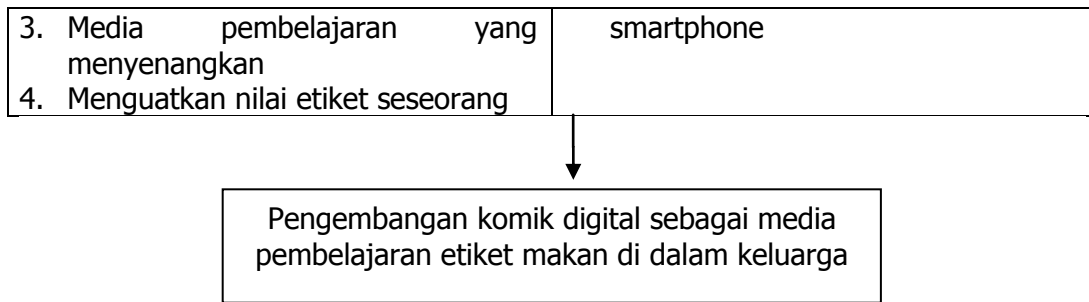 3. Media pembelajaran yang
menyenangkan
4. Menguatkan nilai etiket seseorang
smartphone
Pengembangan komik digital sebagai media
pembelajaran etiket makan di dalam keluarga